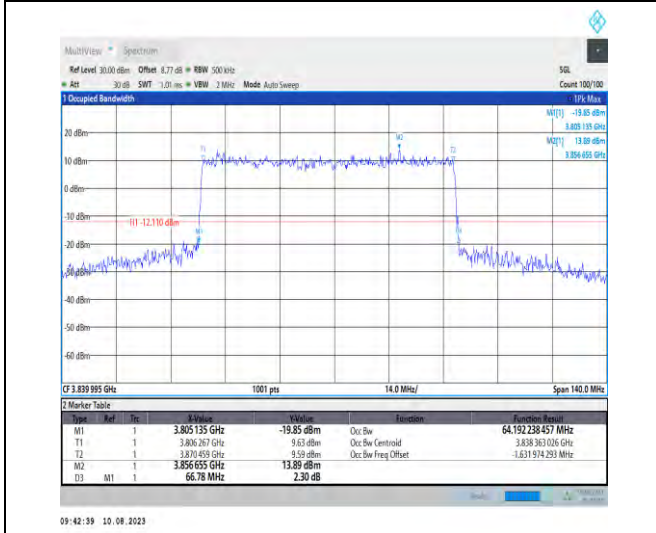 MultiView Spectrum
Ref Level 30.00 dBm Offset 8.77 dB RBW 500 kHz SGL
Att 30 dB SWT 1.01 ms VBW 2 MHz Mode Auto Sweep Count 100/100
1 Occupied Bandwidth 1Pk Max
M1[1] -19.85 dBm
3.805 135 GHz
M2[1] 13.89 dBm
3.856 655 GHz
20 dBm
M2
T1 T2
10 dBm
0 dBm
-10 dBm
H1 -12.110 dBm
M1
-20 dBm
-30 dBm
-40 dBm
-50 dBm
-60 dBm
CF 3.839 995 GHz 1001 pts 14.0 MHz/ Span 140.0 MHz
2 Marker Table
Type Ref Trc X-Value Y-Value Function Function Result
M1 1 3.805 135 GHz -19.85 dBm Occ Bw 64.192 238 457 MHz
T1 1 3.806 267 GHz 9.63 dBm Occ Bw Centroid 3.838 363 026 GHz
T2 1 3.870 459 GHz 9.59 dBm Occ Bw Freq Offset -1.631 974 293 MHz
M2 1 3.856 655 GHz 13.89 dBm
D3 M1 1 66.78 MHz 2.30 dB
09:42:39 10.08.2023